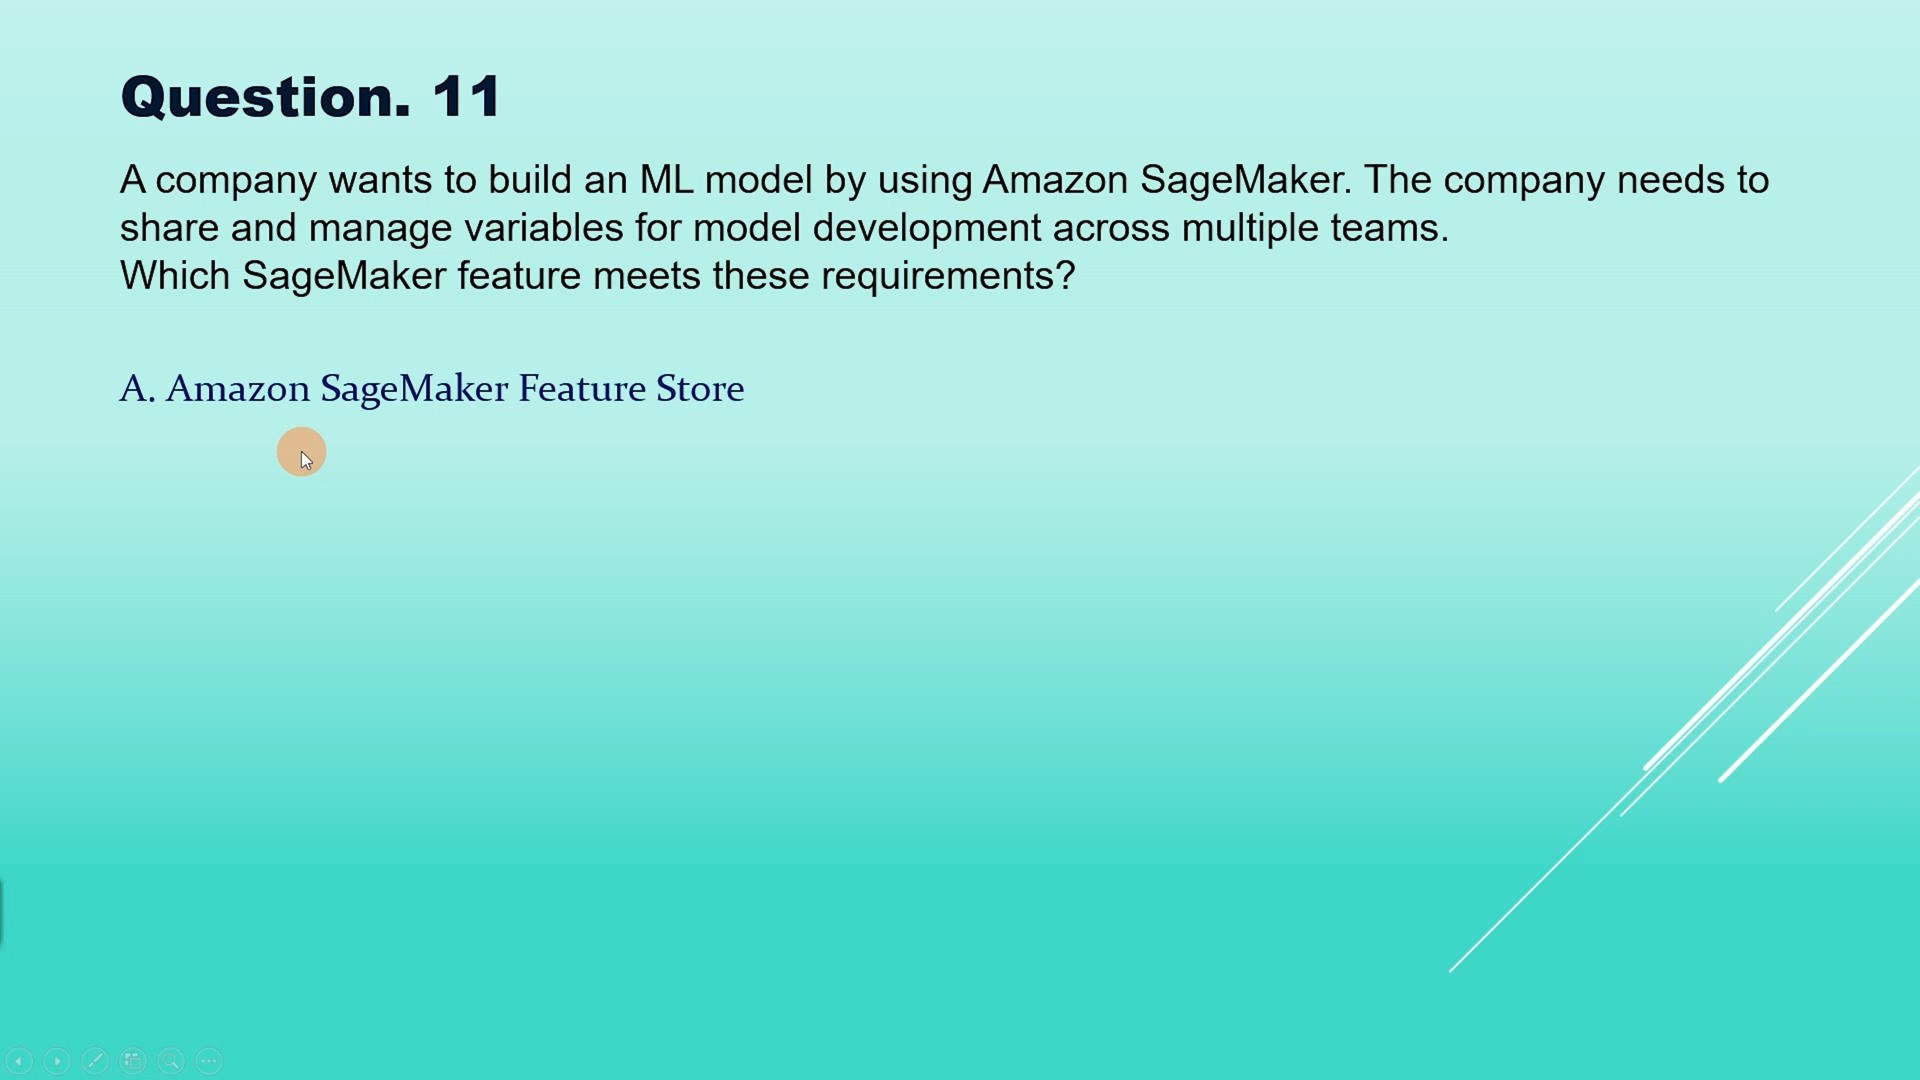 Question. 11
A company wants to build an ML model by using Amazon SageMaker. The company needs to
share and manage variables for model development across multiple teams.
Which SageMaker feature meets these requirements?
A. Amazon SageMaker Feature Store